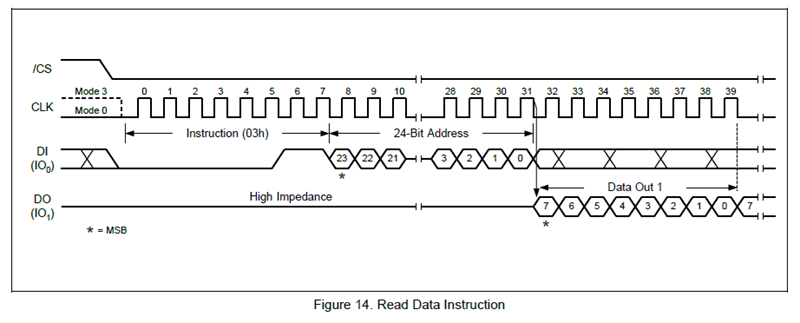 /CS
Mode 3 0 1 2 3 4 5 6 7 8 9 10 28 29 30 31 32 33 34 35 36 37 38 39
CLK Mode 0
Instruction (03h) 24-Bit Address
DI
(IO0) 23 22 21 3 2 1 0
*
Data Out 1
High Impedance
DO
(IO1) 7 6 5 4 3 2 1 0 7
*
* = MSB
Figure 14. Read Data Instruction